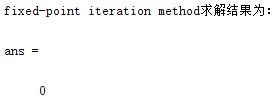 fixed-point iteration method求解结果为:
ans =
0